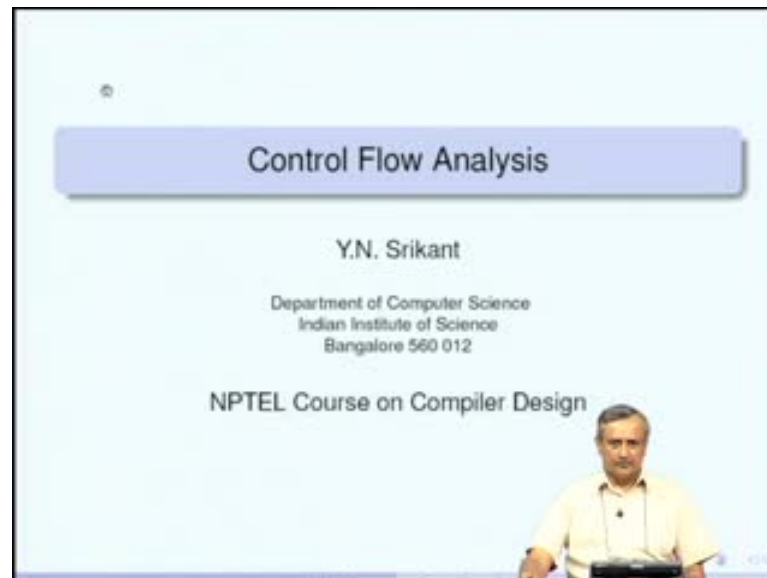 ©
Control Flow Analysis
Y.N. Srikant
Department of Computer Science
Indian Institute of Science
Bangalore 560 012
NPTEL Course on Compiler Design